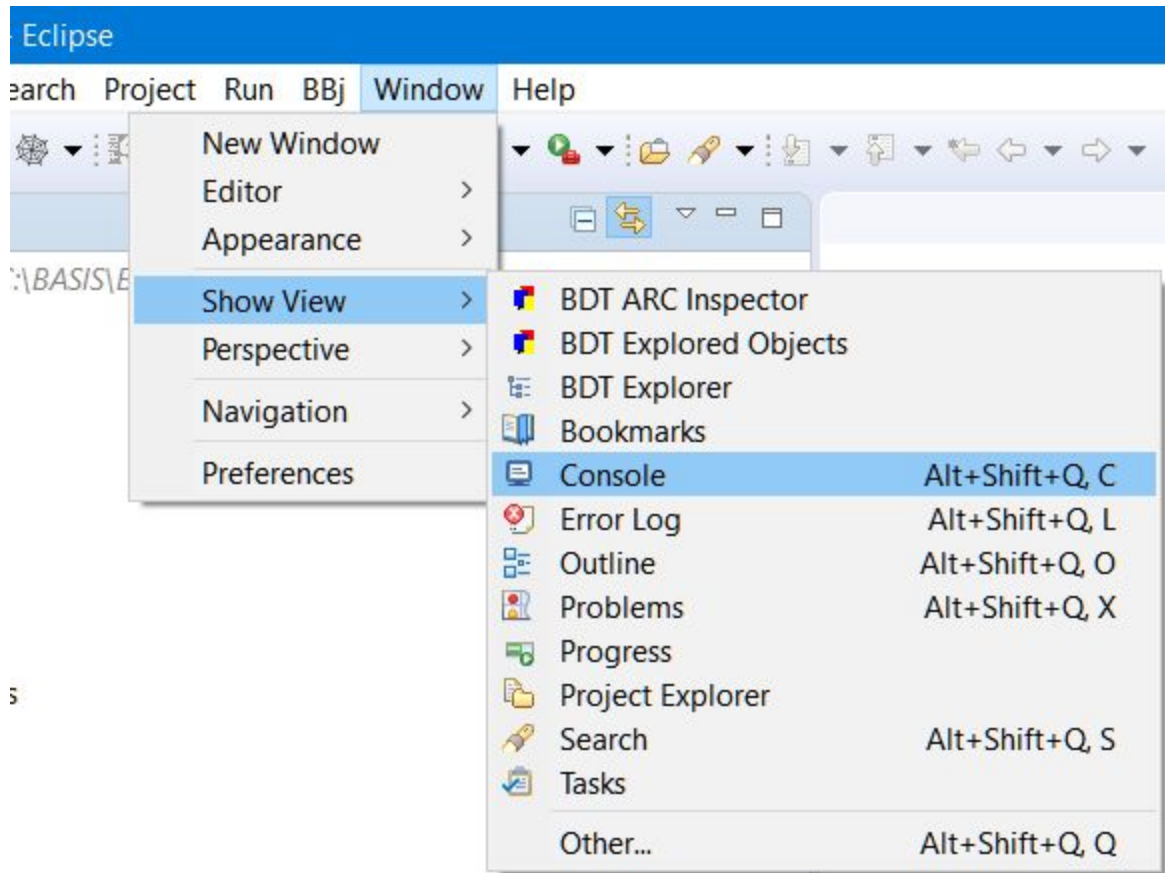 Eclipse
earch Project Run BBj Window Help
New Window
Editor
Appearance
:\BASIS\E
Show View
Perspective
Navigation
Preferences
BDT ARC Inspector
BDT Explored Objects
BDT Explorer
Bookmarks
Console Alt+Shift+Q, C
Error Log Alt+Shift+Q, L
Outline Alt+Shift+Q, O
Problems Alt+Shift+Q, X
Progress
Project Explorer
Search Alt+Shift+Q, S
Tasks
Other... Alt+Shift+Q, Q
s